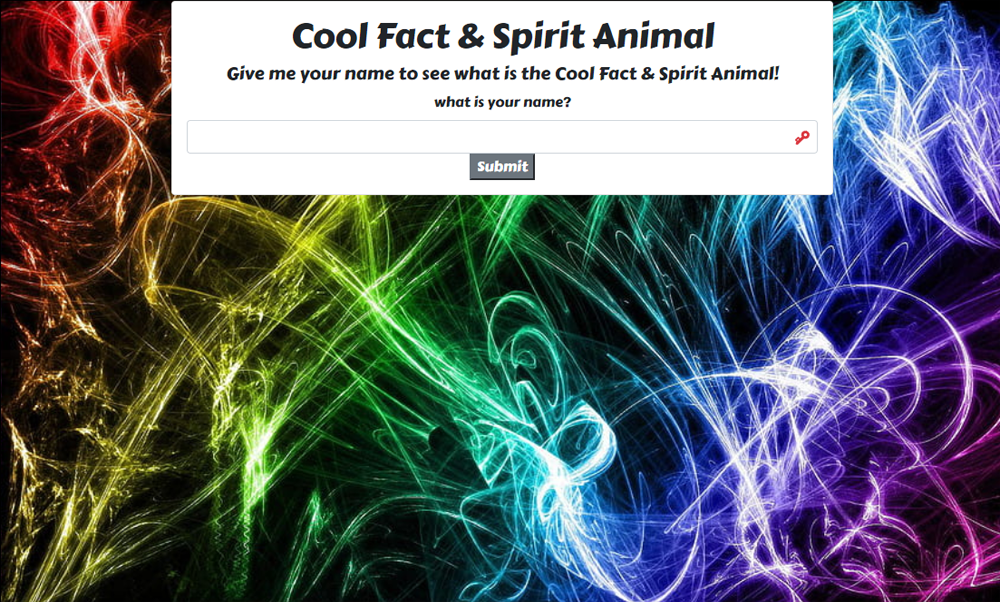 Cool Fact & Spirit Animal
Give me your name to see what is the Cool Fact & Spirit Animal!
what is your name?
Submit